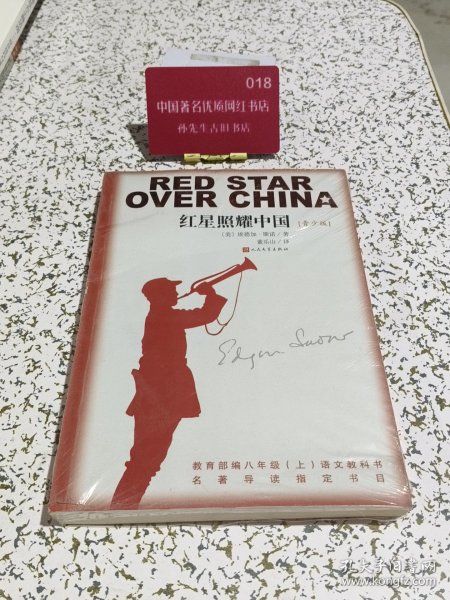 018
中国著名优质网红书店
孙先生古旧书店
RED STAR
OVER CHINA
红星照耀中国 [青少版]
(美) 埃德加·斯诺/著
董乐山/译
人民文学出版社
Edgar Snow
教育部编八年级(上)语文教科书
名著导读指定书目
孔夫子旧书网